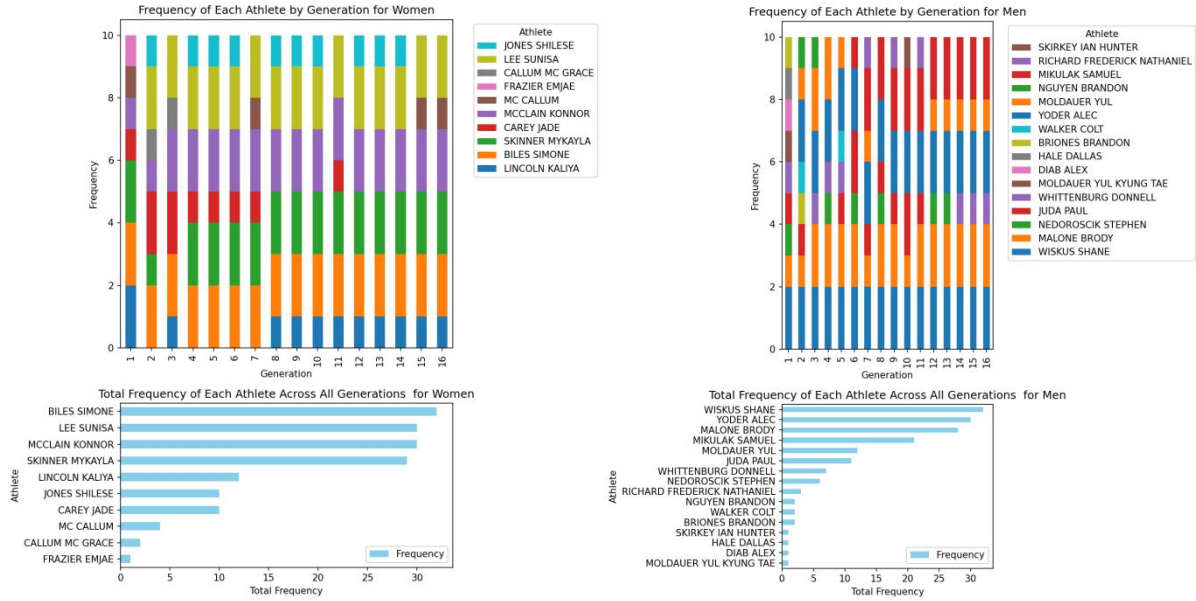 Frequency of Each Athlete by Generation for Women
10
8
6
4
2
0
Frequency
1 2 3 4 5 6 7 8 9 10 11 12 13 14 15 16
Generation
Athlete
JONES SHILESE
LEE SUNISA
CALLUM MC GRACE
FRAZIER EMJAE
MC CALLUM
MCCLAIN KONNOR
CAREY JADE
SKINNER MYKAYLA
BILES SIMONE
LINCOLN KALIYA
Frequency of Each Athlete by Generation for Men
10
8
6
4
2
0
Frequency
1 2 3 4 5 6 7 8 9 10 11 12 13 14 15 16
Generation
Athlete
SKIRKEY IAN HUNTER
RICHARD FREDERICK NATHANIEL
MIKULAK SAMUEL
NGUYEN BRANDON
MOLDAUER YUL
YODER ALEC
WALKER COLT
BRIONES BRANDON
HALE DALLAS
DIAB ALEX
MOLDAUER YUL KYUNG TAE
WHITTENBURG DONNELL
JUDA PAUL
NEDOROSCIK STEPHEN
MALONE BRODY
WISKUS SHANE
Total Frequency of Each Athlete Across All Generations  for Women
BILES SIMONE
LEE SUNISA
MCCLAIN KONNOR
SKINNER MYKAYLA
LINCOLN KALIYA
JONES SHILESE
CAREY JADE
MC CALLUM
CALLUM MC GRACE
FRAZIER EMJAE
Athlete
Frequency
0 5 10 15 20 25 30
Total Frequency
Total Frequency of Each Athlete Across All Generations  for Men
WISKUS SHANE
YODER ALEC
MALONE BRODY
MIKULAK SAMUEL
MOLDAUER YUL
JUDA PAUL
WHITTENBURG DONNELL
NEDOROSCIK STEPHEN
RICHARD FREDERICK NATHANIEL
NGUYEN BRANDON
WALKER COLT
BRIONES BRANDON
SKIRKEY IAN HUNTER
HALE DALLAS
DIAB ALEX
MOLDAUER YUL KYUNG TAE
Athlete
Frequency
0 5 10 15 20 25 30
Total Frequency